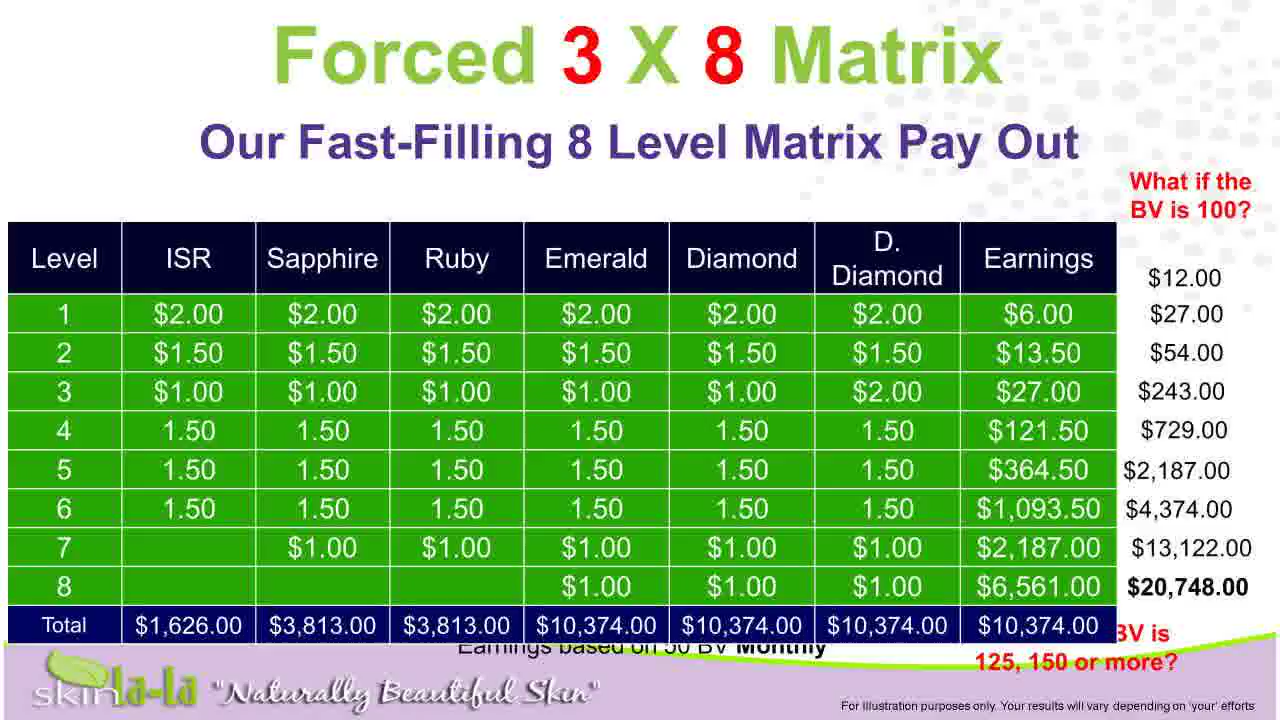 Forced 3 X 8 Matrix
Our Fast-Filling 8 Level Matrix Pay Out
What if the
BV is 100?
Level ISR Sapphire Ruby Emerald Diamond D. Diamond Earnings
$12.00
1 $2.00 $2.00 $2.00 $2.00 $2.00 $2.00 $6.00 $27.00
2 $1.50 $1.50 $1.50 $1.50 $1.50 $1.50 $13.50 $54.00
3 $1.00 $1.00 $1.00 $1.00 $1.00 $2.00 $27.00 $243.00
4 1.50 1.50 1.50 1.50 1.50 1.50 $121.50 $729.00
5 1.50 1.50 1.50 1.50 1.50 1.50 $364.50 $2,187.00
6 1.50 1.50 1.50 1.50 1.50 1.50 $1,093.50 $4,374.00
7 $1.00 $1.00 $1.00 $1.00 $1.00 $2,187.00 $13,122.00
8 $1.00 $1.00 $1.00 $6,561.00 $20,748.00
Total $1,626.00 $3,813.00 $3,813.00 $10,374.00 $10,374.00 $10,374.00 $10,374.00
BV is
125, 150 or more?
Earnings based on 50 BV Monthly
skin la-la "Naturally Beautiful Skin"
For Illustration purposes only. Your results will vary depending on 'your' efforts